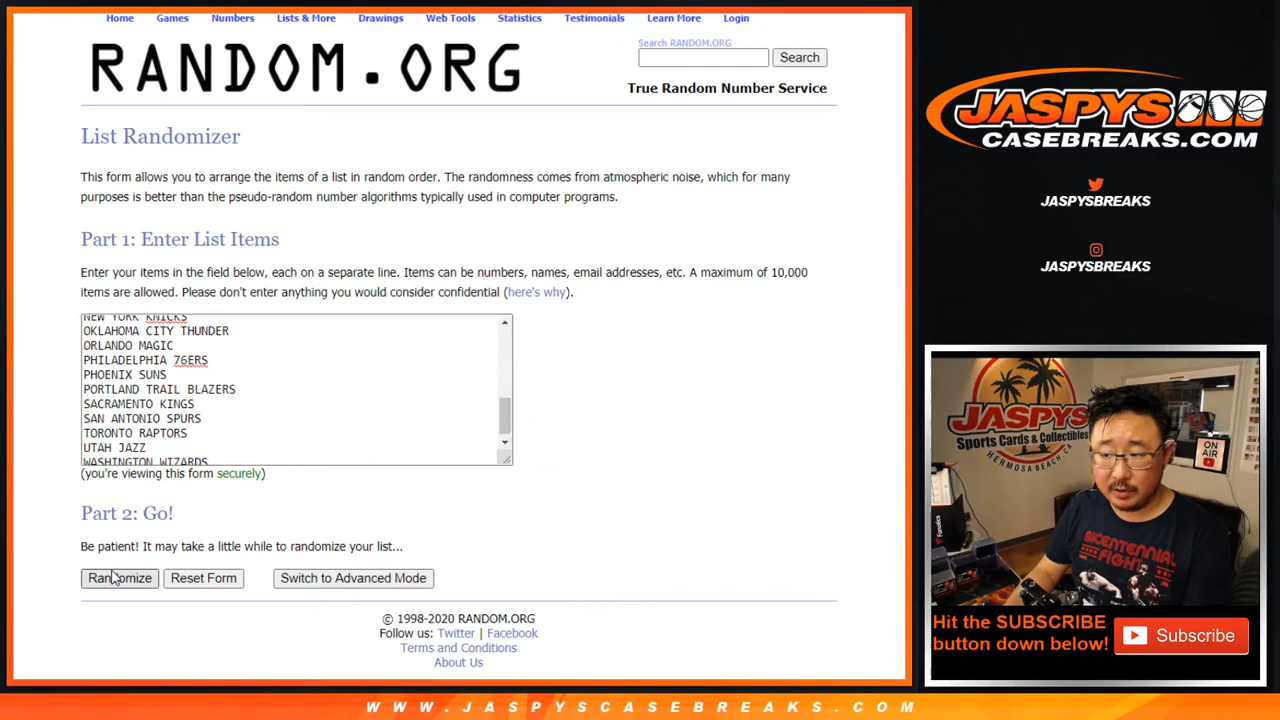 Home Games Numbers Lists & More Drawings Web Tools Statistics Testimonials Learn More Login
RANDOM.ORG
Search RANDOM.ORG
Search
True Random Number Service
List Randomizer
This form allows you to arrange the items of a list in random order. The randomness comes from atmospheric noise, which for many
purposes is better than the pseudo-random number algorithms typically used in computer programs.
Part 1: Enter List Items
Enter your items in the field below, each on a separate line. Items can be numbers, names, email addresses, etc. A maximum of 10,000
items are allowed. Please don't enter anything you would consider confidential (here's why).
NEW YORK KNICKS
OKLAHOMA CITY THUNDER
ORLANDO MAGIC
PHILADELPHIA 76ERS
PHOENIX SUNS
PORTLAND TRAIL BLAZERS
SACRAMENTO KINGS
SAN ANTONIO SPURS
TORONTO RAPTORS
UTAH JAZZ
WASHINGTON WIZARDS
(you're viewing this form securely)
Part 2: Go!
Be patient! It may take a little while to randomize your list...
Randomize Reset Form Switch to Advanced Mode
© 1998-2020 RANDOM.ORG
Follow us: Twitter | Facebook
Terms and Conditions
About Us
JASPYS
CASEBREAKS.COM
JASPYSBREAKS
JASPYSBREAKS
JASPYS
Sports Cards & Collectibles
HERMOSA BEACH, CA
ON AIR
Fanatics
BICENTENNIAL
FIGHT
Hit the SUBSCRIBE
button down below!
Subscribe
WWW.JASPYSCASEBREAKS.COM